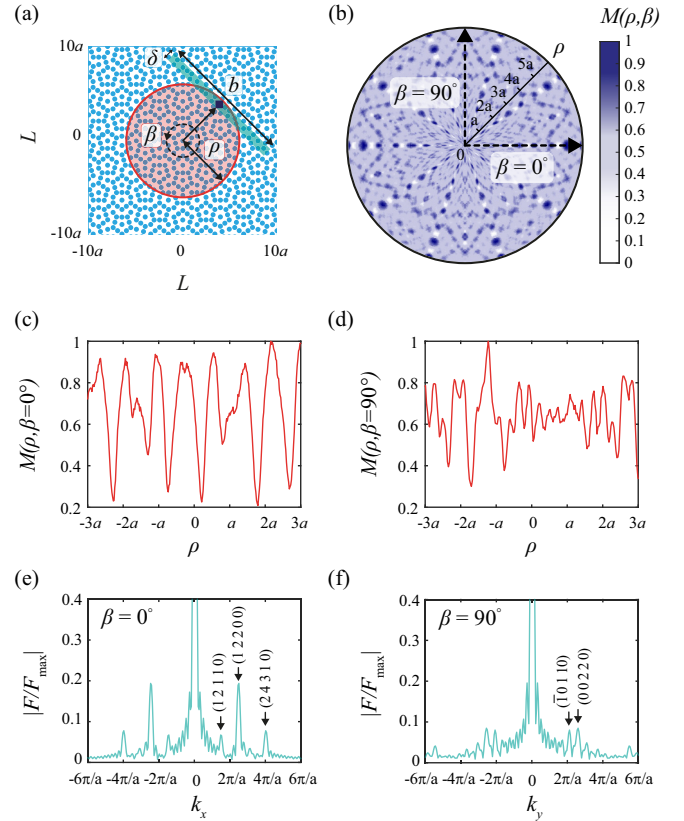 (a)
10a
δ
b
L
0
β
ρ
-10a
-10a
0
10a
L
(b)
M(ρ,β)
ρ
β = 90°
5a
4a
3a
2a
a
0
β = 0°
1
0.9
0.8
0.7
0.6
0.5
0.4
0.3
0.2
0.1
0
(c)
M(ρ,β=0°)
1
0.8
0.6
0.4
0.2
-3a -2a -a 0 a 2a 3a
ρ
(d)
M(ρ,β=90°)
1
0.8
0.6
0.4
0.2
-3a -2a -a 0 a 2a 3a
ρ
(e)
β = 0°
|F/F_max|
0.4
0.3
0.2
0.1
0
(1 2 1 1 0)
(1 2 2 0 0)
(2 4 3 1 0)
-6π/a -4π/a -2π/a 0 2π/a 4π/a 6π/a
k_x
(f)
β = 90°
|F/F_max|
0.4
0.3
0.2
0.1
0
(1̅ 0 1 1 0)
(0 0 2 2 0)
-6π/a -4π/a -2π/a 0 2π/a 4π/a 6π/a
k_y